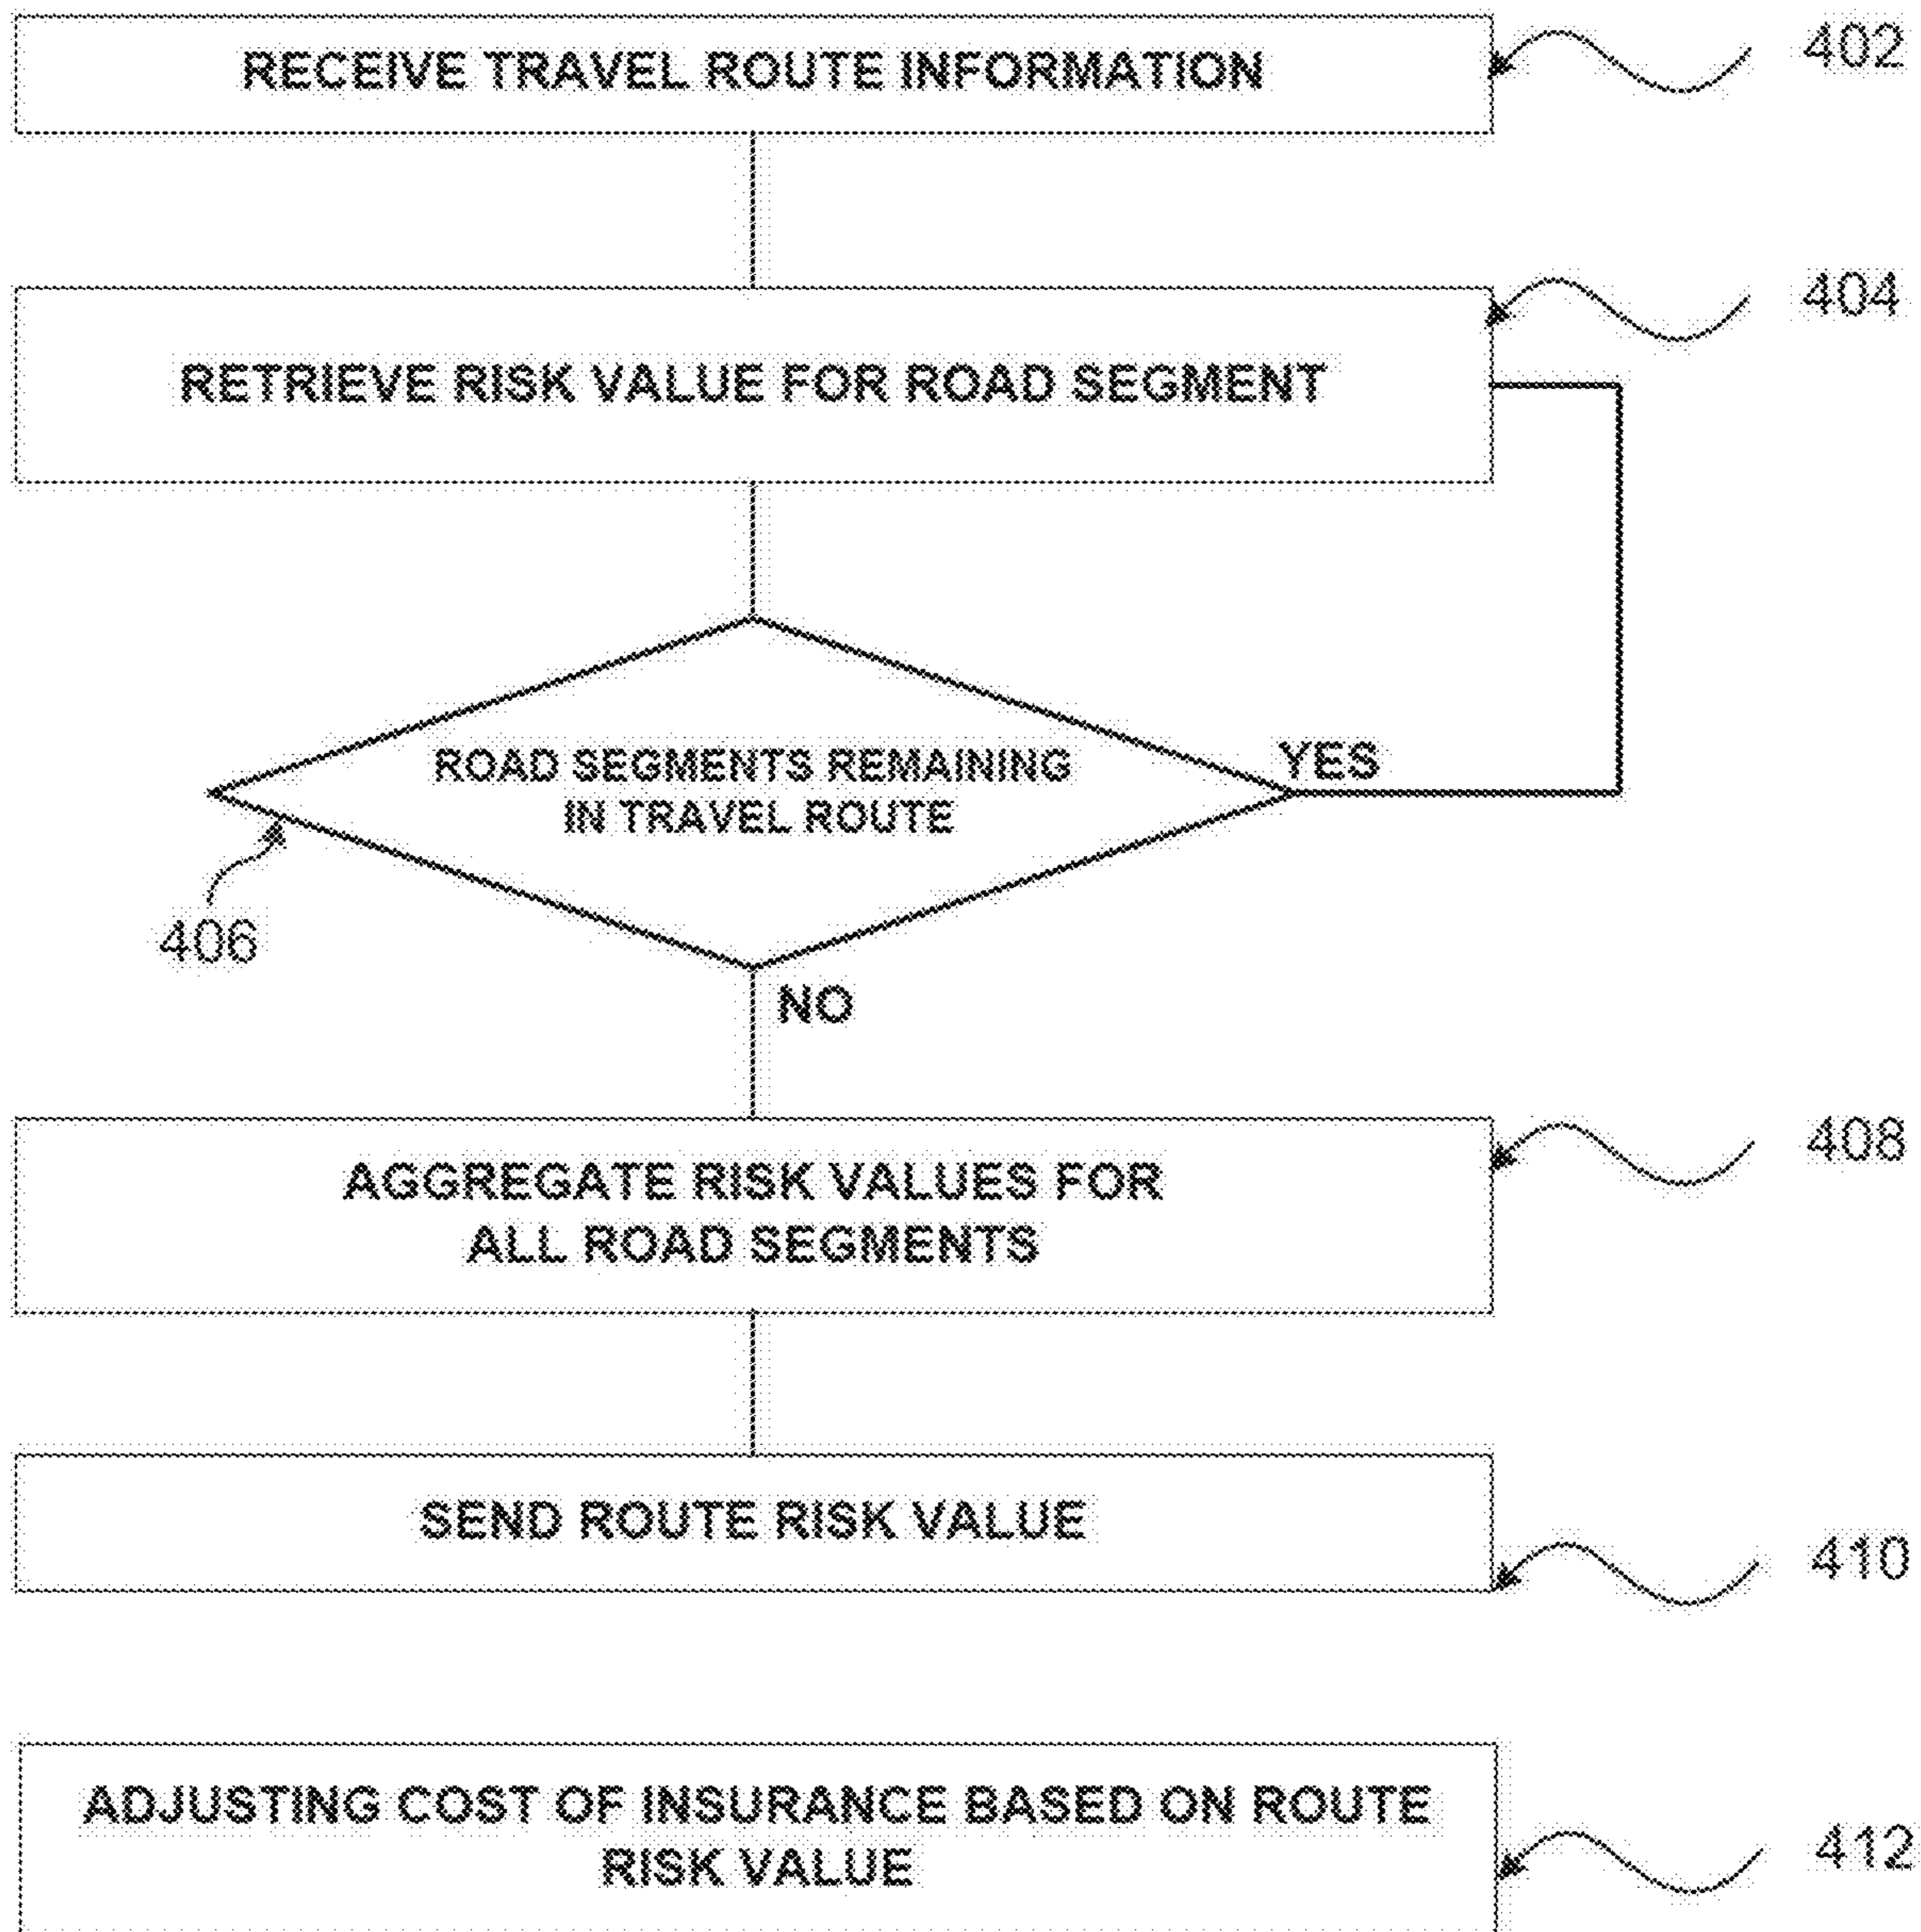 RECEIVE TRAVEL ROUTE INFORMATION
402
RETRIEVE RISK VALUE FOR ROAD SEGMENT
404
ROAD SEGMENTS REMAINING
IN TRAVEL ROUTE
YES
406
NO
AGGREGATE RISK VALUES FOR
ALL ROAD SEGMENTS
408
SEND ROUTE RISK VALUE
410
ADJUSTING COST OF INSURANCE BASED ON ROUTE
RISK VALUE
412